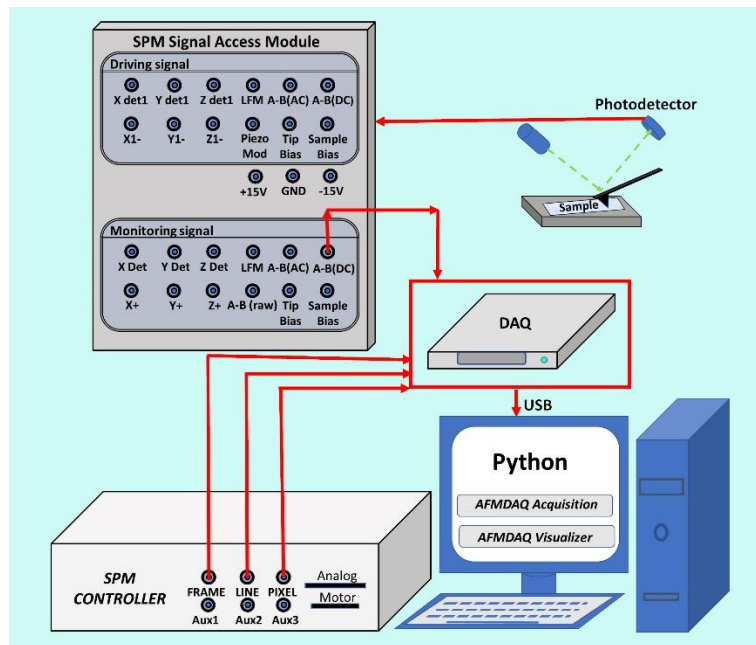 SPM Signal Access Module
Driving signal
X det1 Y det1 Z det1 LFM A-B(AC) A-B(DC)
X1- Y1- Z1- Piezo Mod Tip Bias Sample Bias
+15V GND -15V
Monitoring signal
X Det Y Det Z Det LFM A-B(AC) A-B(DC)
X+ Y+ Z+ A-B (raw) Tip Bias Sample Bias
Photodetector
Sample
DAQ
USB
Python
AFMDAQ Acquisition
AFMDAQ Visualizer
SPM
CONTROLLER
FRAME LINE PIXEL
Aux1 Aux2 Aux3
Analog
Motor